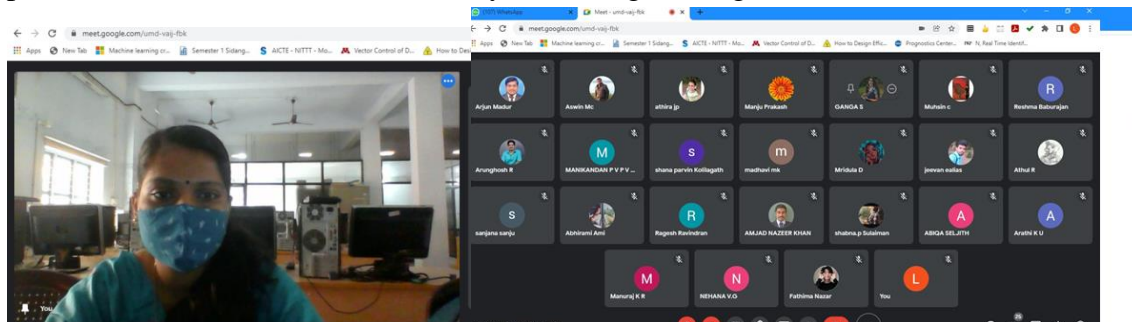 meet.google.com/umd-vaij-fbk
Apps New Tab Machine learning cr... Semester 1 Sidang... AICTE - NITTT - Mo... Vector Control of D... How to Des
You
(107) WhatsApp Meet - umd-vaij-fbk
meet.google.com/umd-vaij-fbk
Apps New Tab Machine learning cr... Semester 1 Sidang... AICTE - NITTT - Mo... Vector Control of D... How to Design Effic... Prognostics Center... N, Real Time Identif...
R
Arjun Madur Aswin Mc athira jp Manju Prakash GANGA S Muhsin c Reshma Baburajan
M S m
Arunghosh R MANIKANDAN P V P V ... shana parvin Kolliagath madhavi mk Mridula D jeevan ealias Athul R
S R A A
sanjana sanju Abhirami Ami Ragesh Ravindran AMJAD NAZEER KHAN shabna.p Sulaiman ABIQA SELJITH Arathi K U
M N L
Manuraj K R NEHANA V.G Fathima Nazar You
25